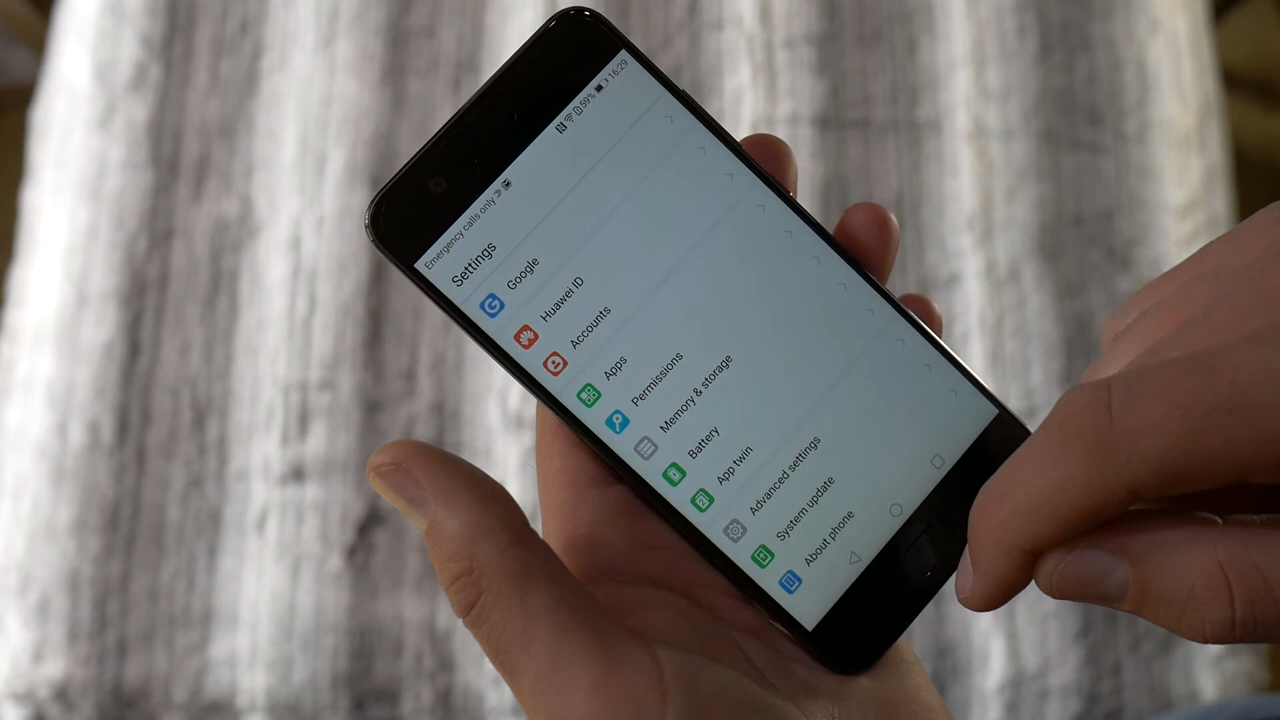 Emergency calls only 59% 16:29
Settings
Google
Huawei ID
Accounts
Apps
Permissions
Memory & storage
Battery
App twin
Advanced settings
System update
About phone